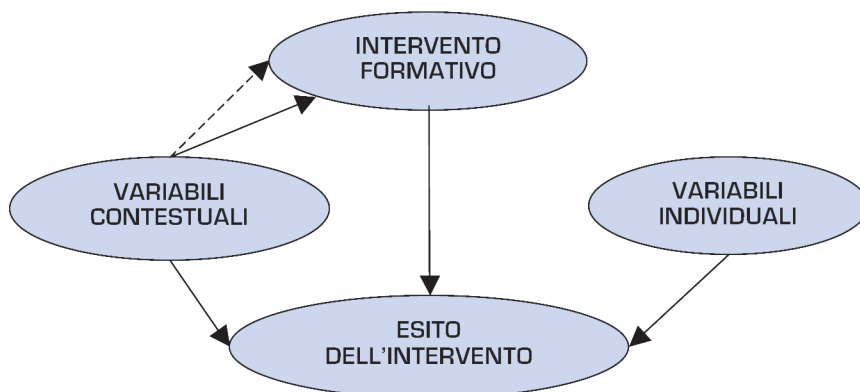 INTERVENTO
FORMATIVO
VARIABILI
CONTESTUALI
VARIABILI
INDIVIDUALI
ESITO
DELL'INTERVENTO